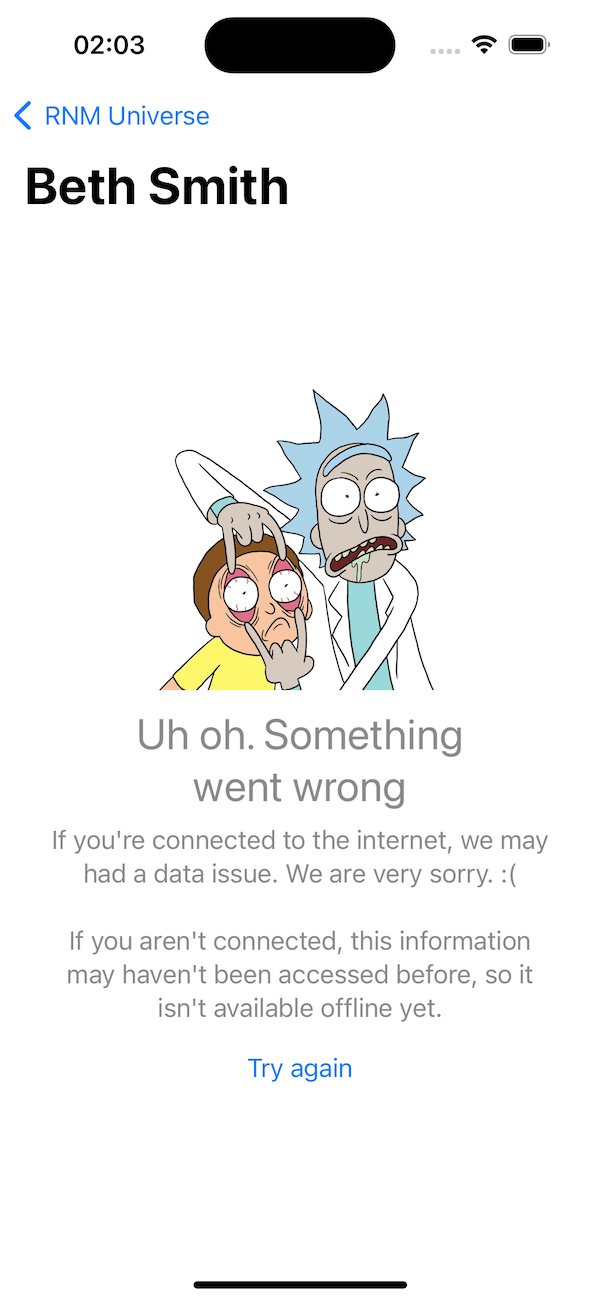 02:03
RNM Universe
Beth Smith
Uh oh. Something
went wrong
If you're connected to the internet, we may
had a data issue. We are very sorry. :(
If you aren't connected, this information
may haven't been accessed before, so it
isn't available offline yet.
Try again